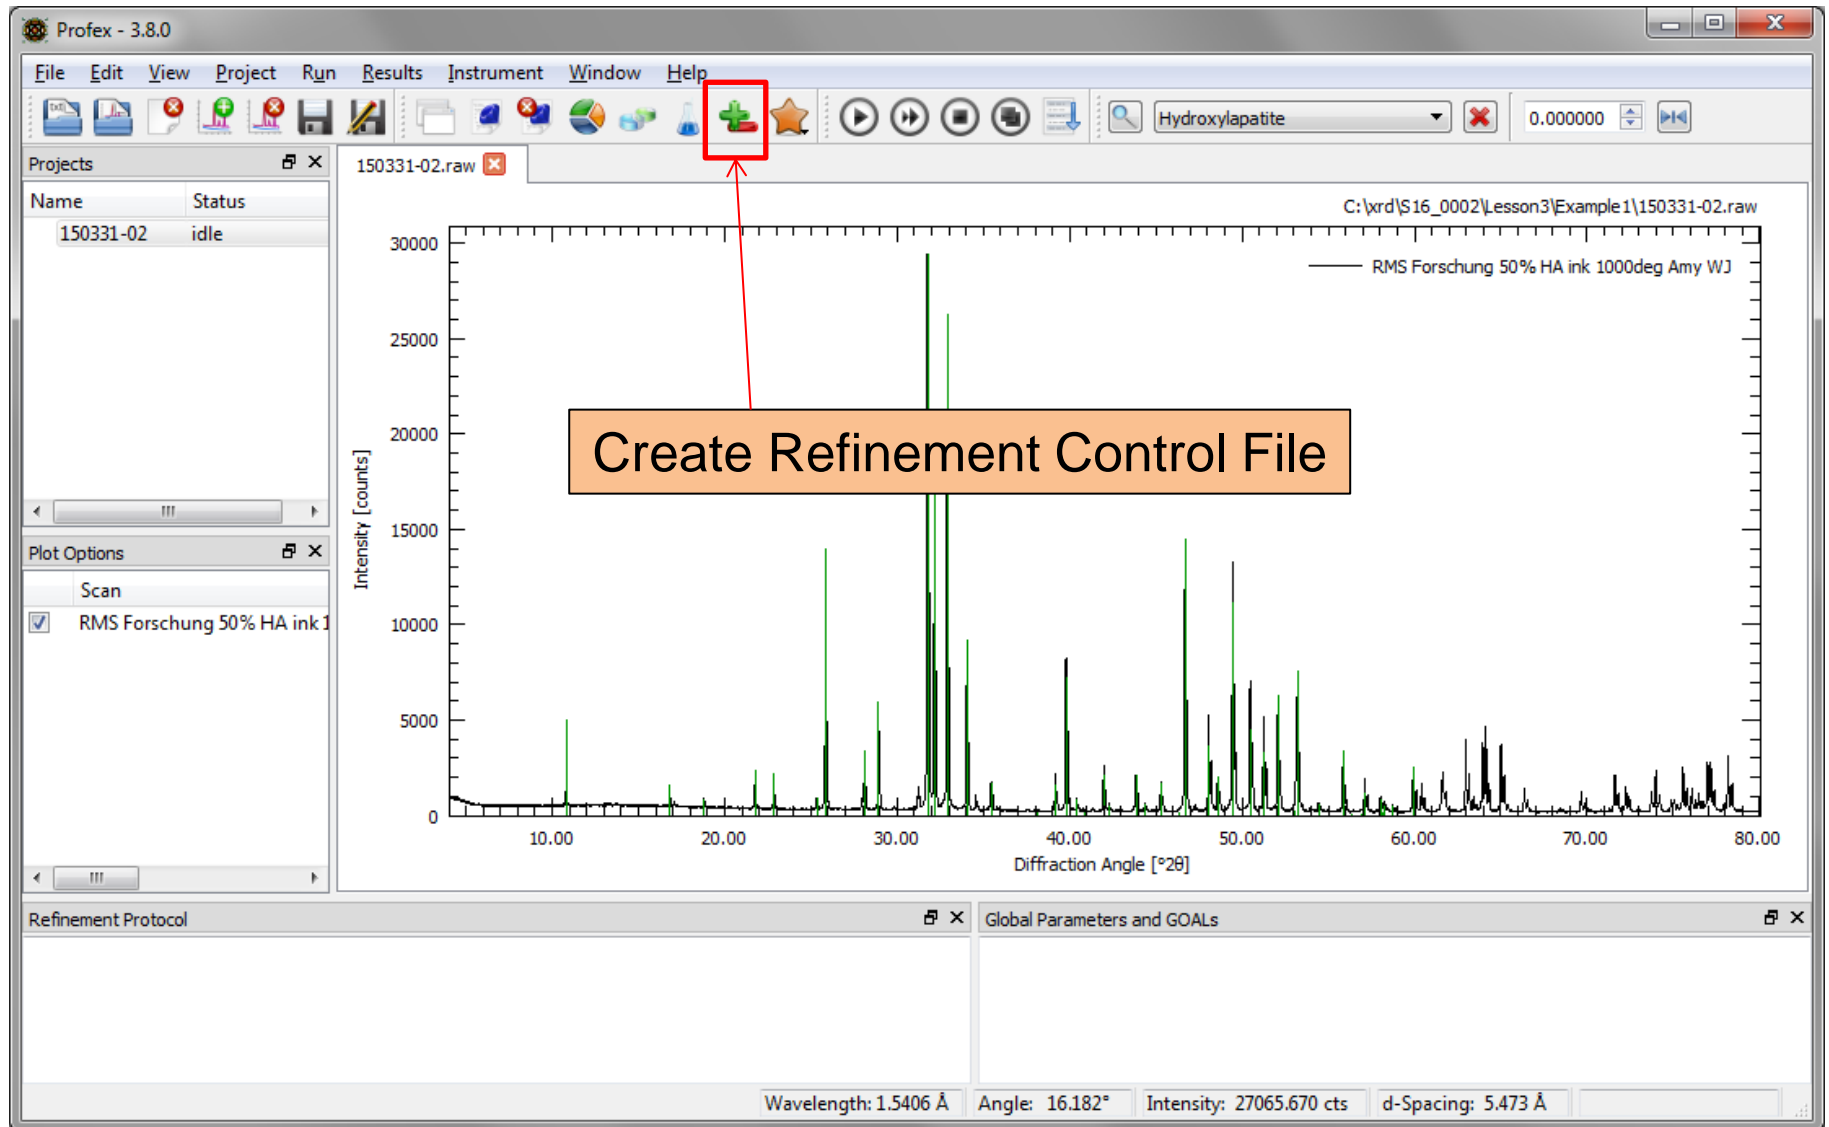 Profex - 3.8.0
File Edit View Project Run Results Instrument Window Help
Hydroxylapatite 0.000000
Projects
Name Status
150331-02 idle
Plot Options
Scan
RMS Forschung 50% HA ink 1
150331-02.raw
C:\xrd\S16_0002\Lesson3\Example1\150331-02.raw
RMS Forschung 50% HA ink 1000deg Amy WJ
Create Refinement Control File
Intensity [counts]
30000
25000
20000
15000
10000
5000
0
10.00 20.00 30.00 40.00 50.00 60.00 70.00 80.00
Diffraction Angle [°2θ]
Refinement Protocol
Global Parameters and GOALs
Wavelength: 1.5406 Å Angle: 16.182° Intensity: 27065.670 cts d-Spacing: 5.473 Å